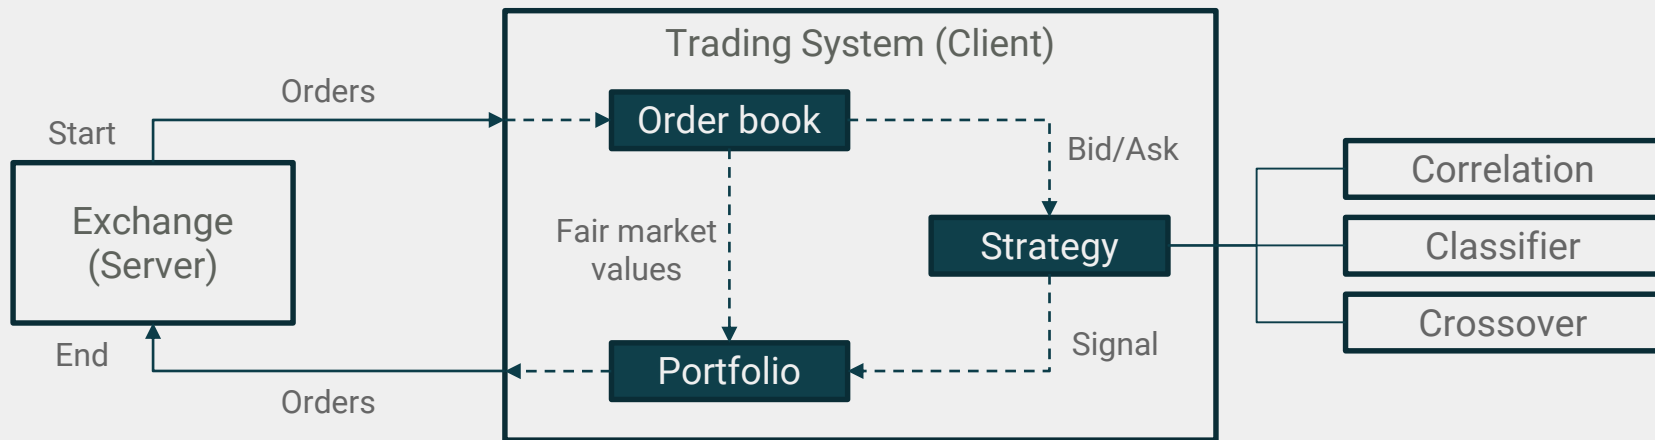 Trading System (Client)
Orders
Start
Order book
Bid/Ask
Exchange
(Server)
Fair market
values
Strategy
Correlation
Classifier
Crossover
End
Portfolio
Signal
Orders